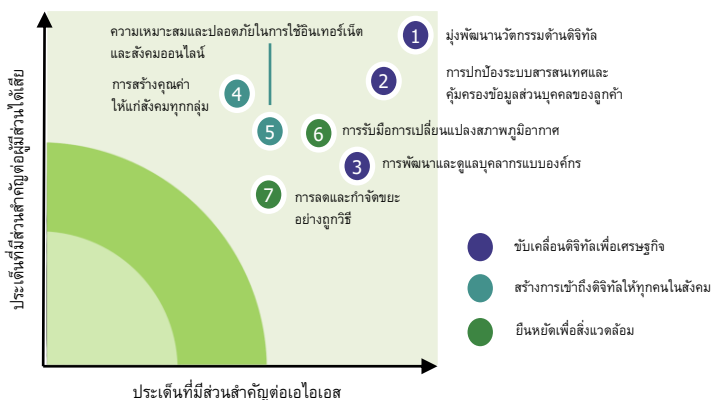 ความเหมาะสมและปลอดภัยในการใช้อินเทอร์เน็ต
และสังคมออนไลน์
1
มุ่งพัฒนานวัตกรรมด้านดิจิทัล
2
การปกป้องระบบสารสนเทศและ
คุ้มครองข้อมูลส่วนบุคคลของลูกค้า
การสร้างคุณค่า
ให้แก่สังคมทุกกลุ่ม
4
5
6
การรับมือการเปลี่ยนแปลงสภาพภูมิอากาศ
3
การพัฒนาและดูแลบุคลากรแบบองค์กร
7
การลดและกำจัดขยะ
อย่างถูกวิธี
ขับเคลื่อนดิจิทัลเพื่อเศรษฐกิจ
สร้างการเข้าถึงดิจิทัลให้ทุกคนในสังคม
ยืนหยัดเพื่อสิ่งแวดล้อม
ประเด็นที่มีส่วนสำคัญต่อผู้มีส่วนได้เสีย
ประเด็นที่มีส่วนสำคัญต่อเอไอเอส